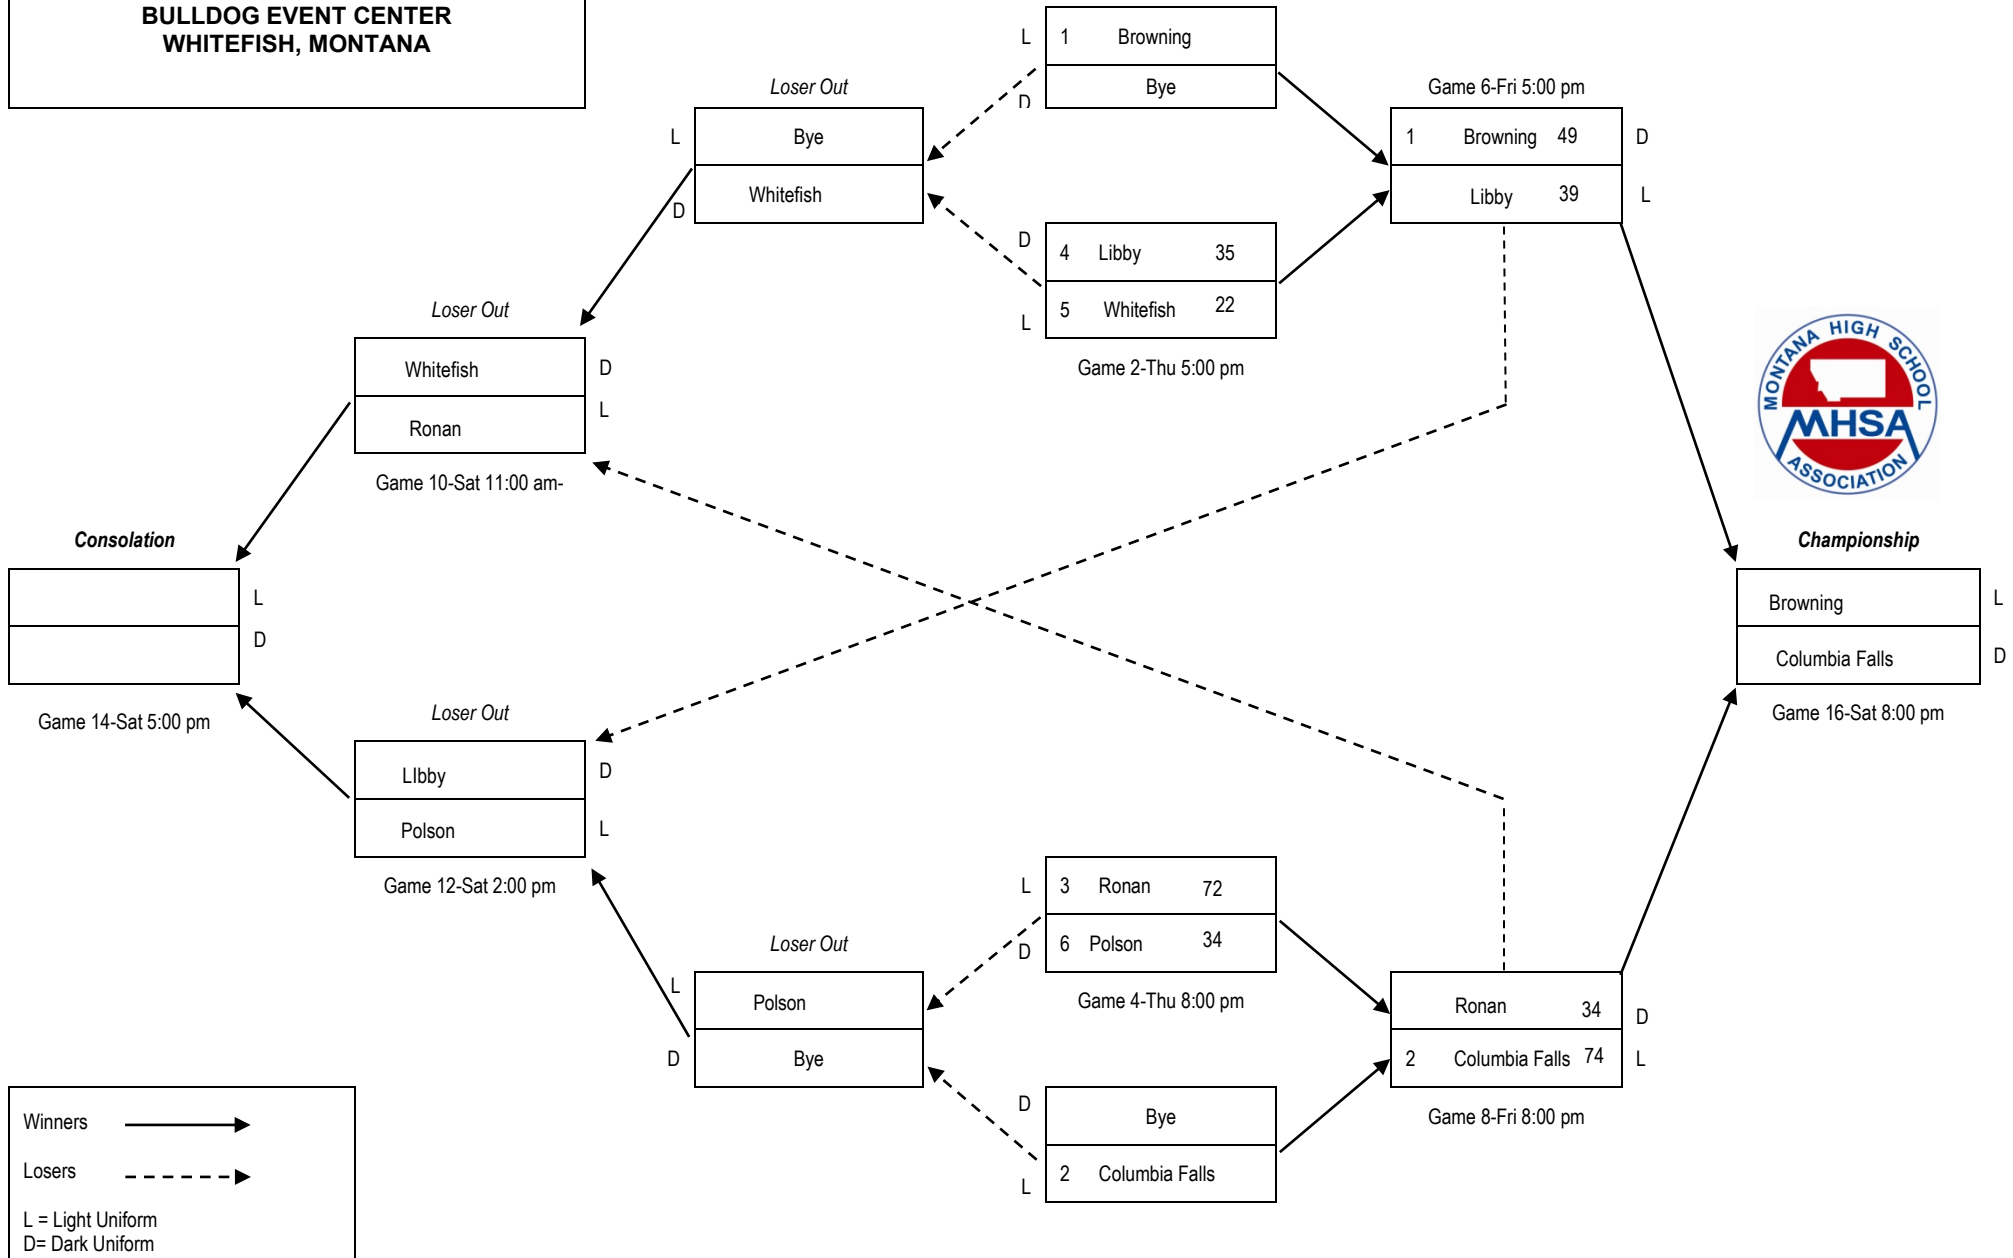 BULLDOG EVENT CENTER
WHITEFISH, MONTANA
L 1 Browning
D Bye
Loser Out
L Bye
D Whitefish
Game 6-Fri 5:00 pm
1 Browning 49 D
Libby 39 L
D 4 Libby 35
L 5 Whitefish 22
Game 2-Thu 5:00 pm
Loser Out
Whitefish D
Ronan L
Game 10-Sat 11:00 am-
MONTANA HIGH SCHOOL
MHSA
ASSOCIATION
Consolation
L
D
Game 14-Sat 5:00 pm
Championship
Browning L
Columbia Falls D
Game 16-Sat 8:00 pm
Loser Out
LIbby D
Polson L
Game 12-Sat 2:00 pm
L 3 Ronan 72
D 6 Polson 34
Game 4-Thu 8:00 pm
Loser Out
L Polson
D Bye
Ronan 34 D
2 Columbia Falls 74 L
Game 8-Fri 8:00 pm
D Bye
L 2 Columbia Falls
Winners
Losers
L = Light Uniform
D= Dark Uniform